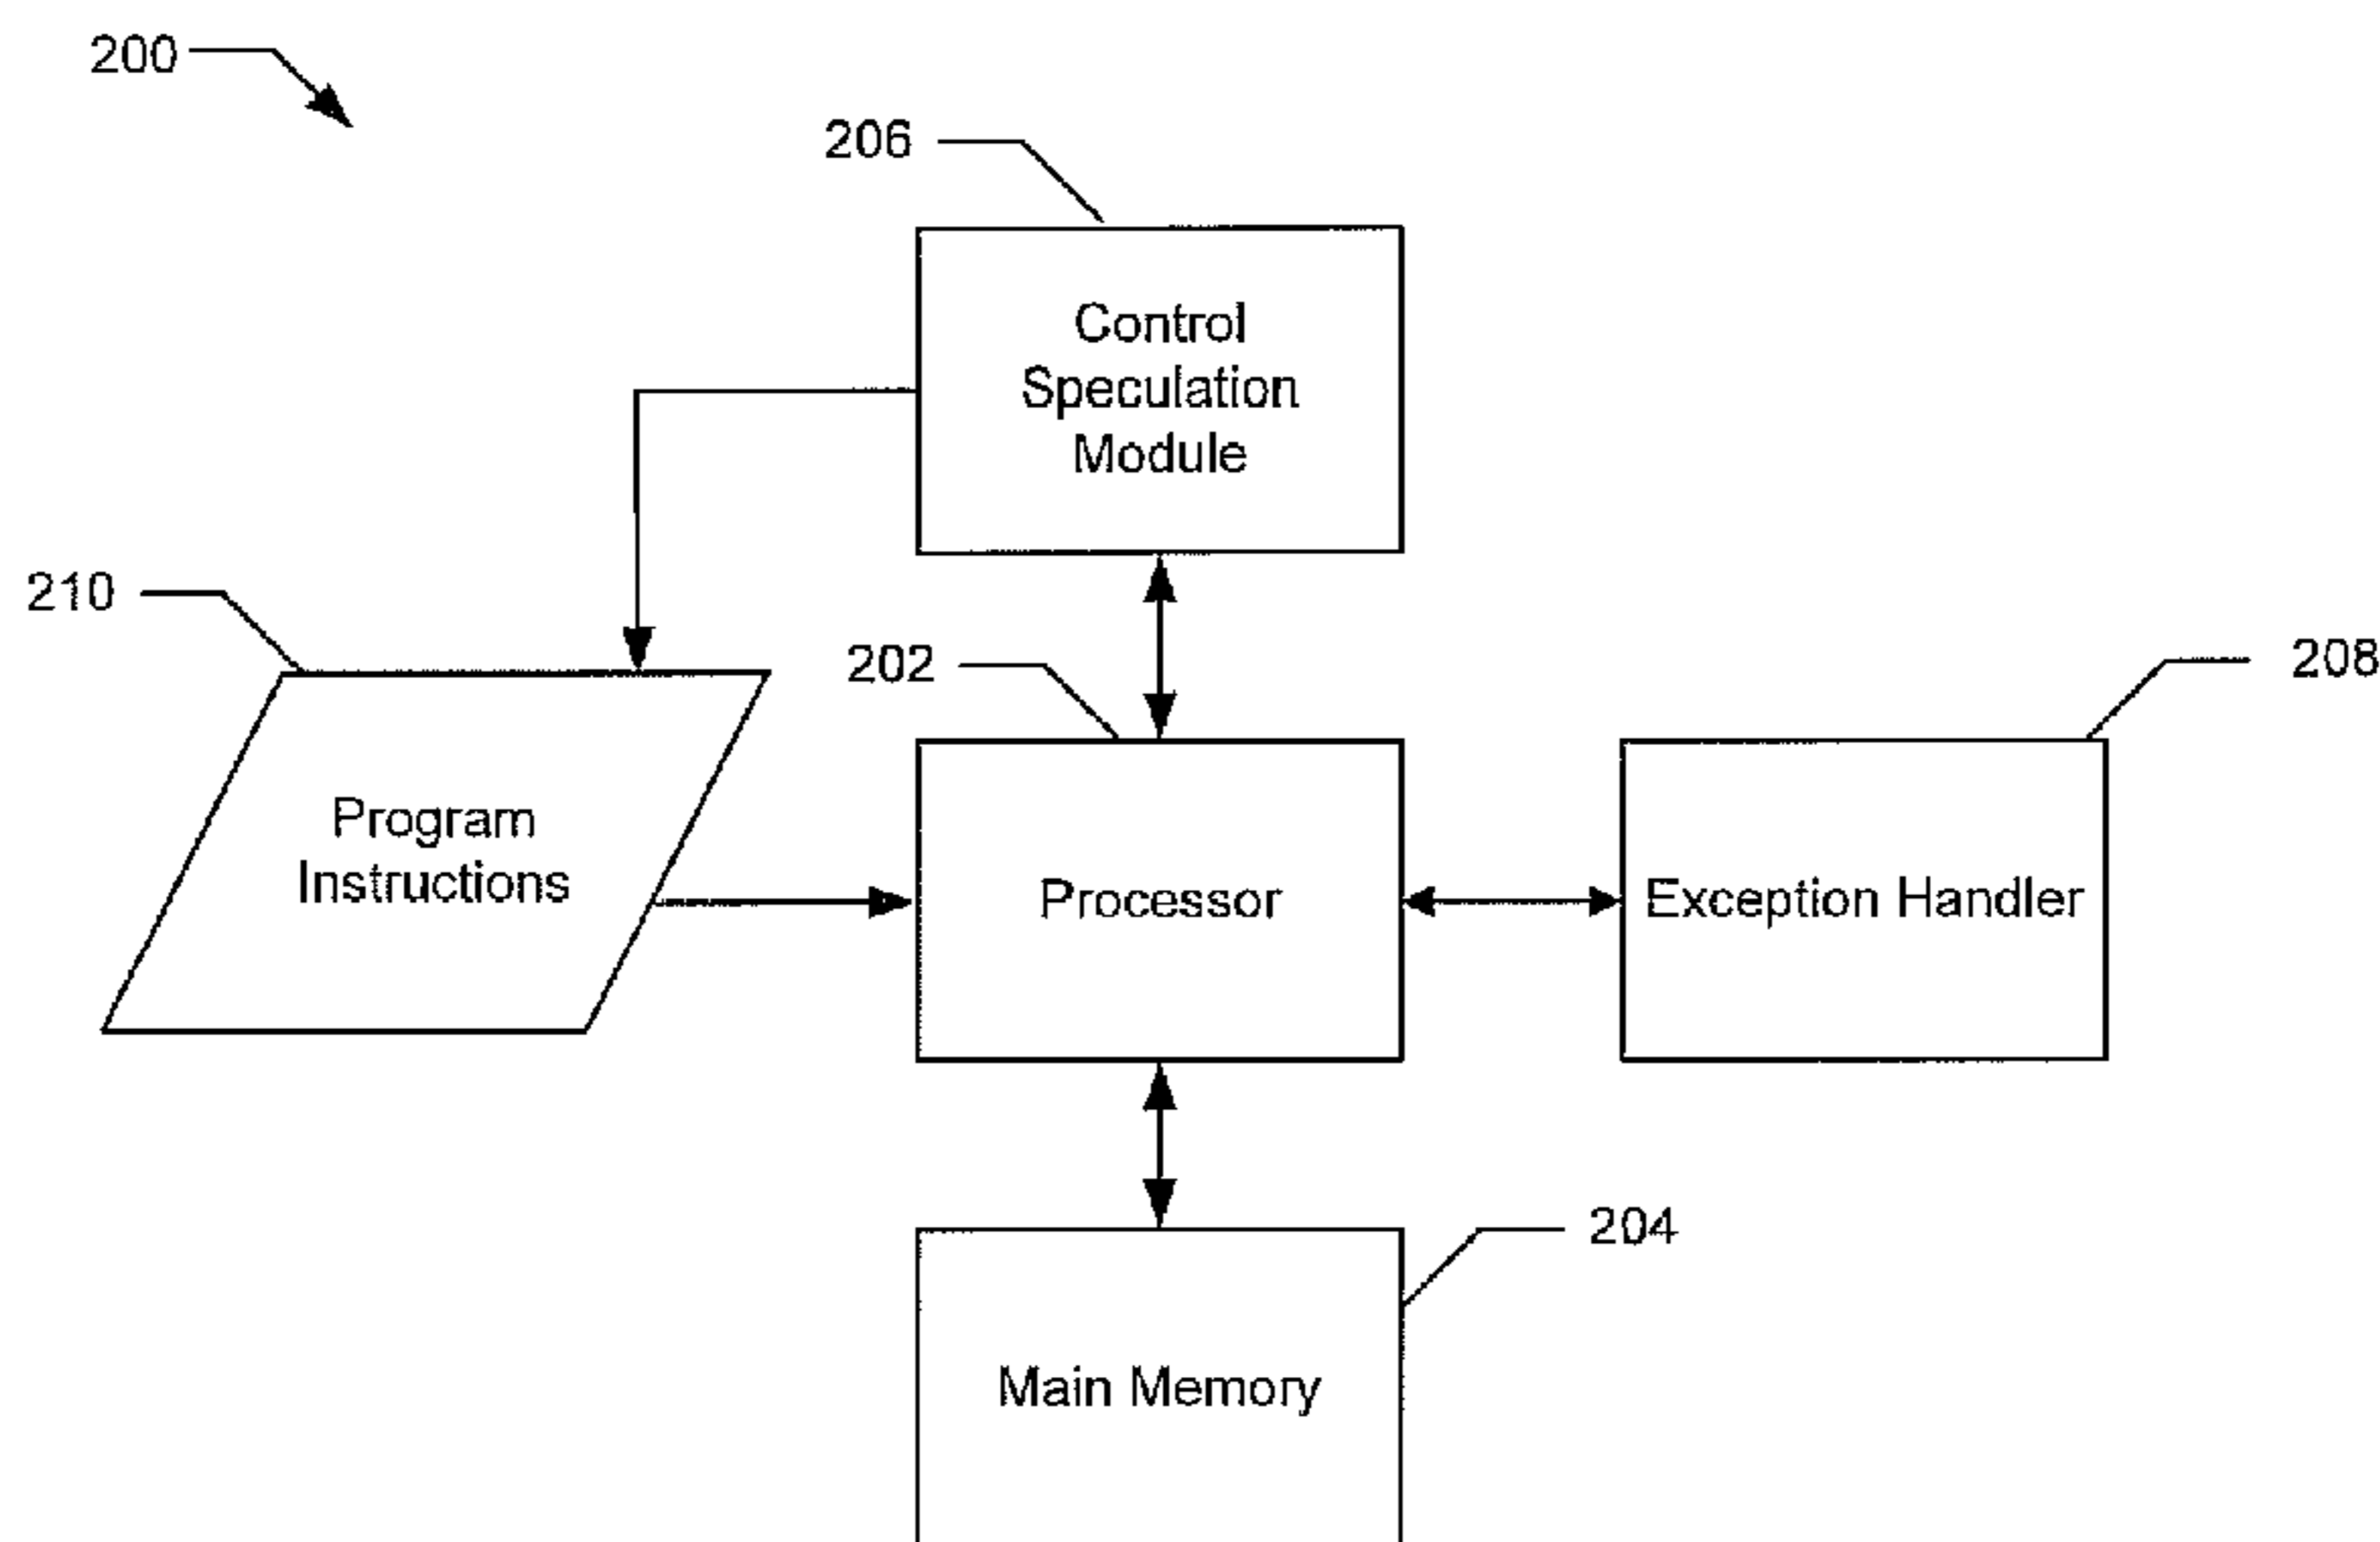 200
206
Control
Speculation
Module
210
202
208
Program
Instructions
Processor
Exception Handler
204
Main Memory